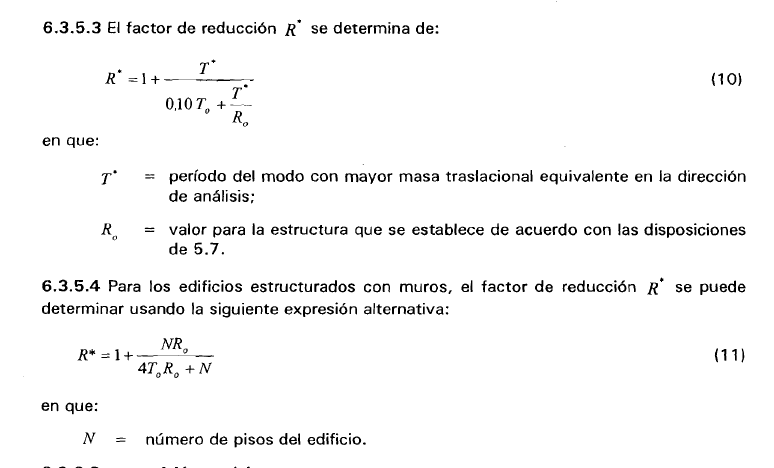 6.3.5.3 El factor de reducción R* se determina de:
R* = 1 + T* / (0,10 T_o + T* / R_o) (10)
en que:
T* = período del modo con mayor masa traslacional equivalente en la dirección
de análisis;
R_o = valor para la estructura que se establece de acuerdo con las disposiciones
de 5.7.
6.3.5.4 Para los edificios estructurados con muros, el factor de reducción R* se puede
determinar usando la siguiente expresión alternativa:
R* = 1 + NR_o / (4T_o R_o + N) (11)
en que:
N = número de pisos del edificio.